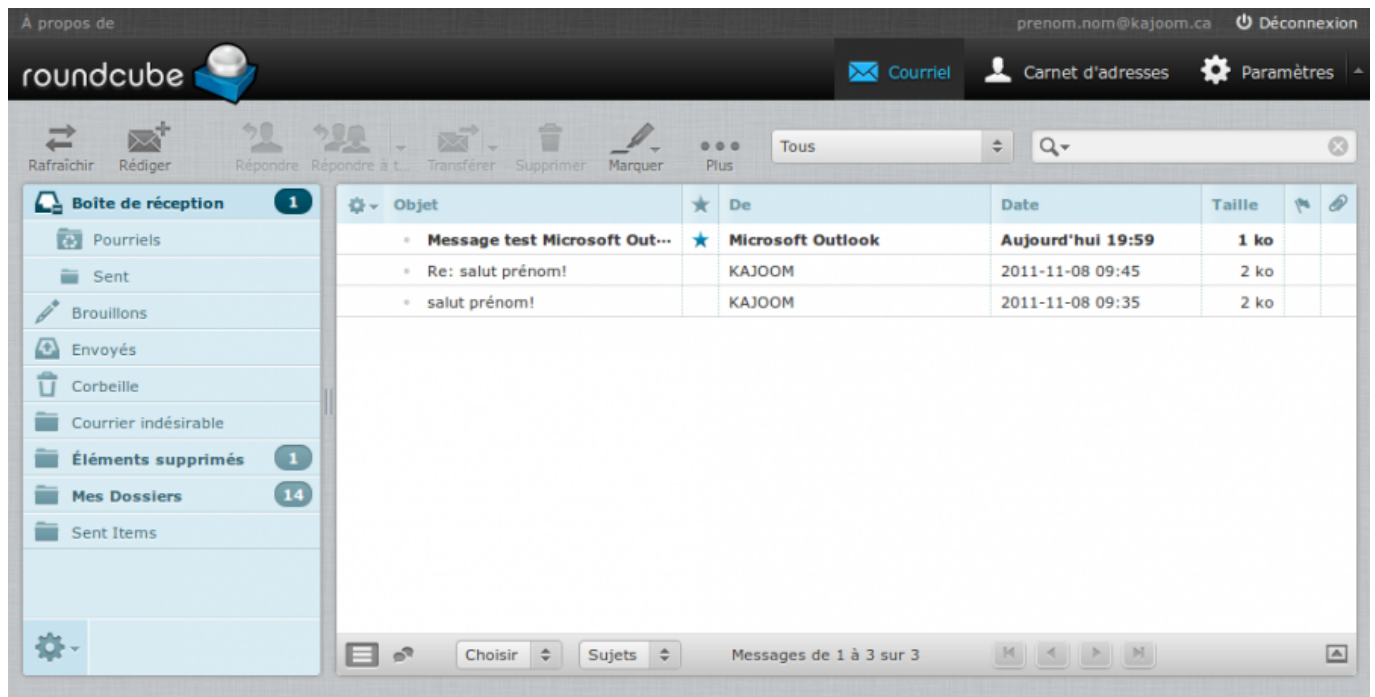 À propos de
prenom.nom@kajoom.ca Déconnexion
roundcube
Courriel Carnet d'adresses Paramètres
Rafraîchir Rédiger Répondre Répondre à t... Transférer Supprimer Marquer Plus
Tous
Boîte de réception 1
Pourriels
Sent
Brouillons
Envoyés
Corbeille
Courrier indésirable
Éléments supprimés 1
Mes Dossiers 14
Sent Items
Objet De Date Taille
Message test Microsoft Out... Microsoft Outlook Aujourd'hui 19:59 1 ko
Re: salut prénom! KAJOOM 2011-11-08 09:45 2 ko
salut prénom! KAJOOM 2011-11-08 09:35 2 ko
Choisir Sujets Messages de 1 à 3 sur 3